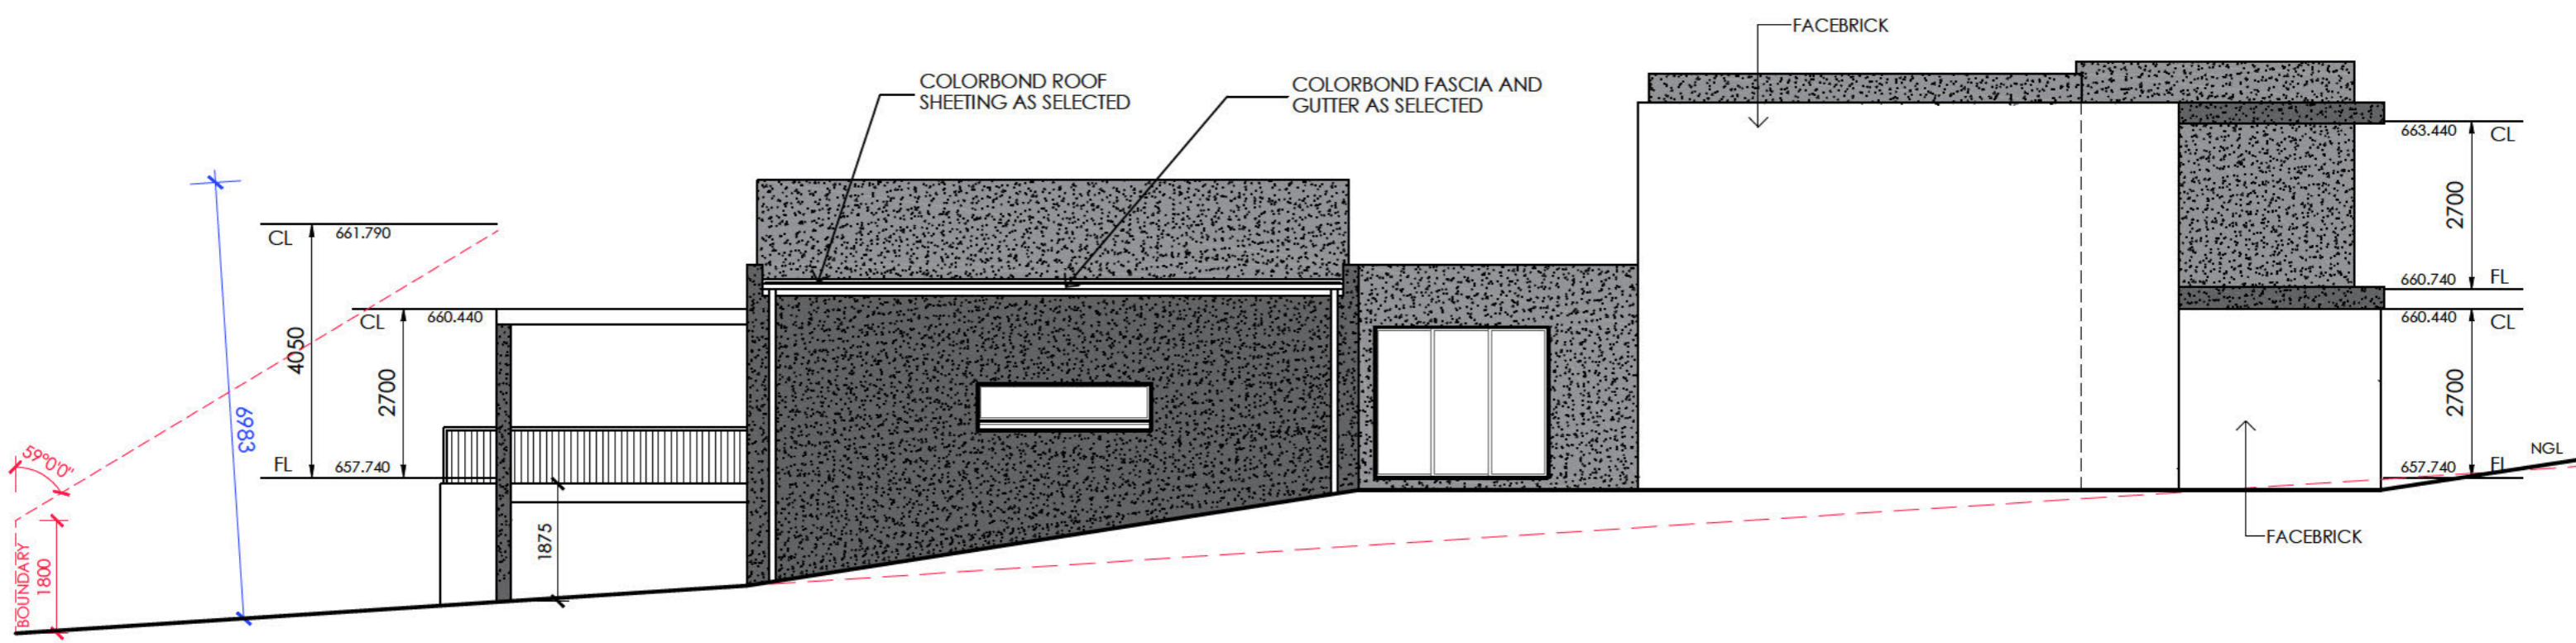 FACEBRICK
COLORBOND ROOF
SHEETING AS SELECTED
COLORBOND FASCIA AND
GUTTER AS SELECTED
663.440 CL
2700
660.740 FL
660.440 CL
2700
657.740 FL
NGL
FACEBRICK
CL 661.790
4050
CL 660.440
2700
FL 657.740
6983
59°0'0"
BOUNDARY
1800
1875